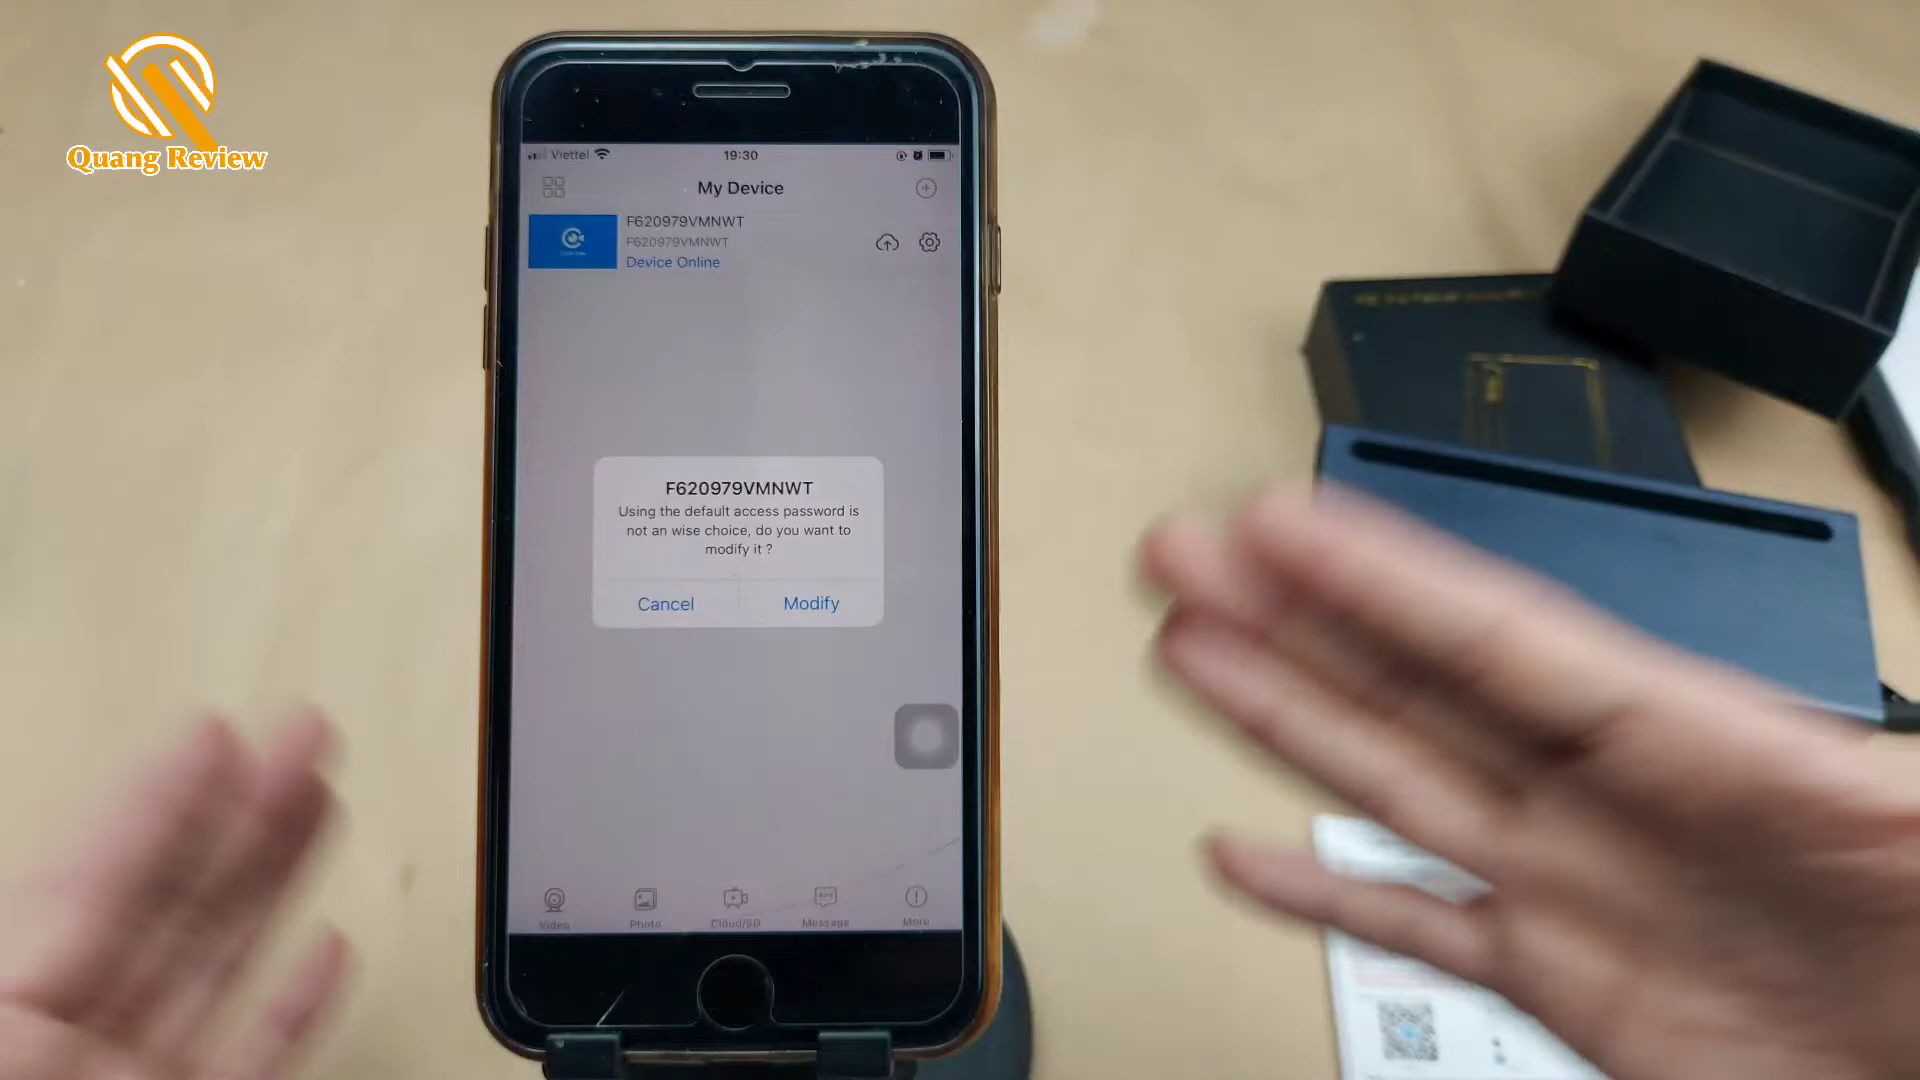 Quang Review
Viettel
19:30
My Device
F620979VMNWT
F620979VMNWT
Device Online
F620979VMNWT
Using the default access password is
not an wise choice, do you want to
modify it ?
Cancel
Modify
Video
Photo
Cloud/SD
Message
More